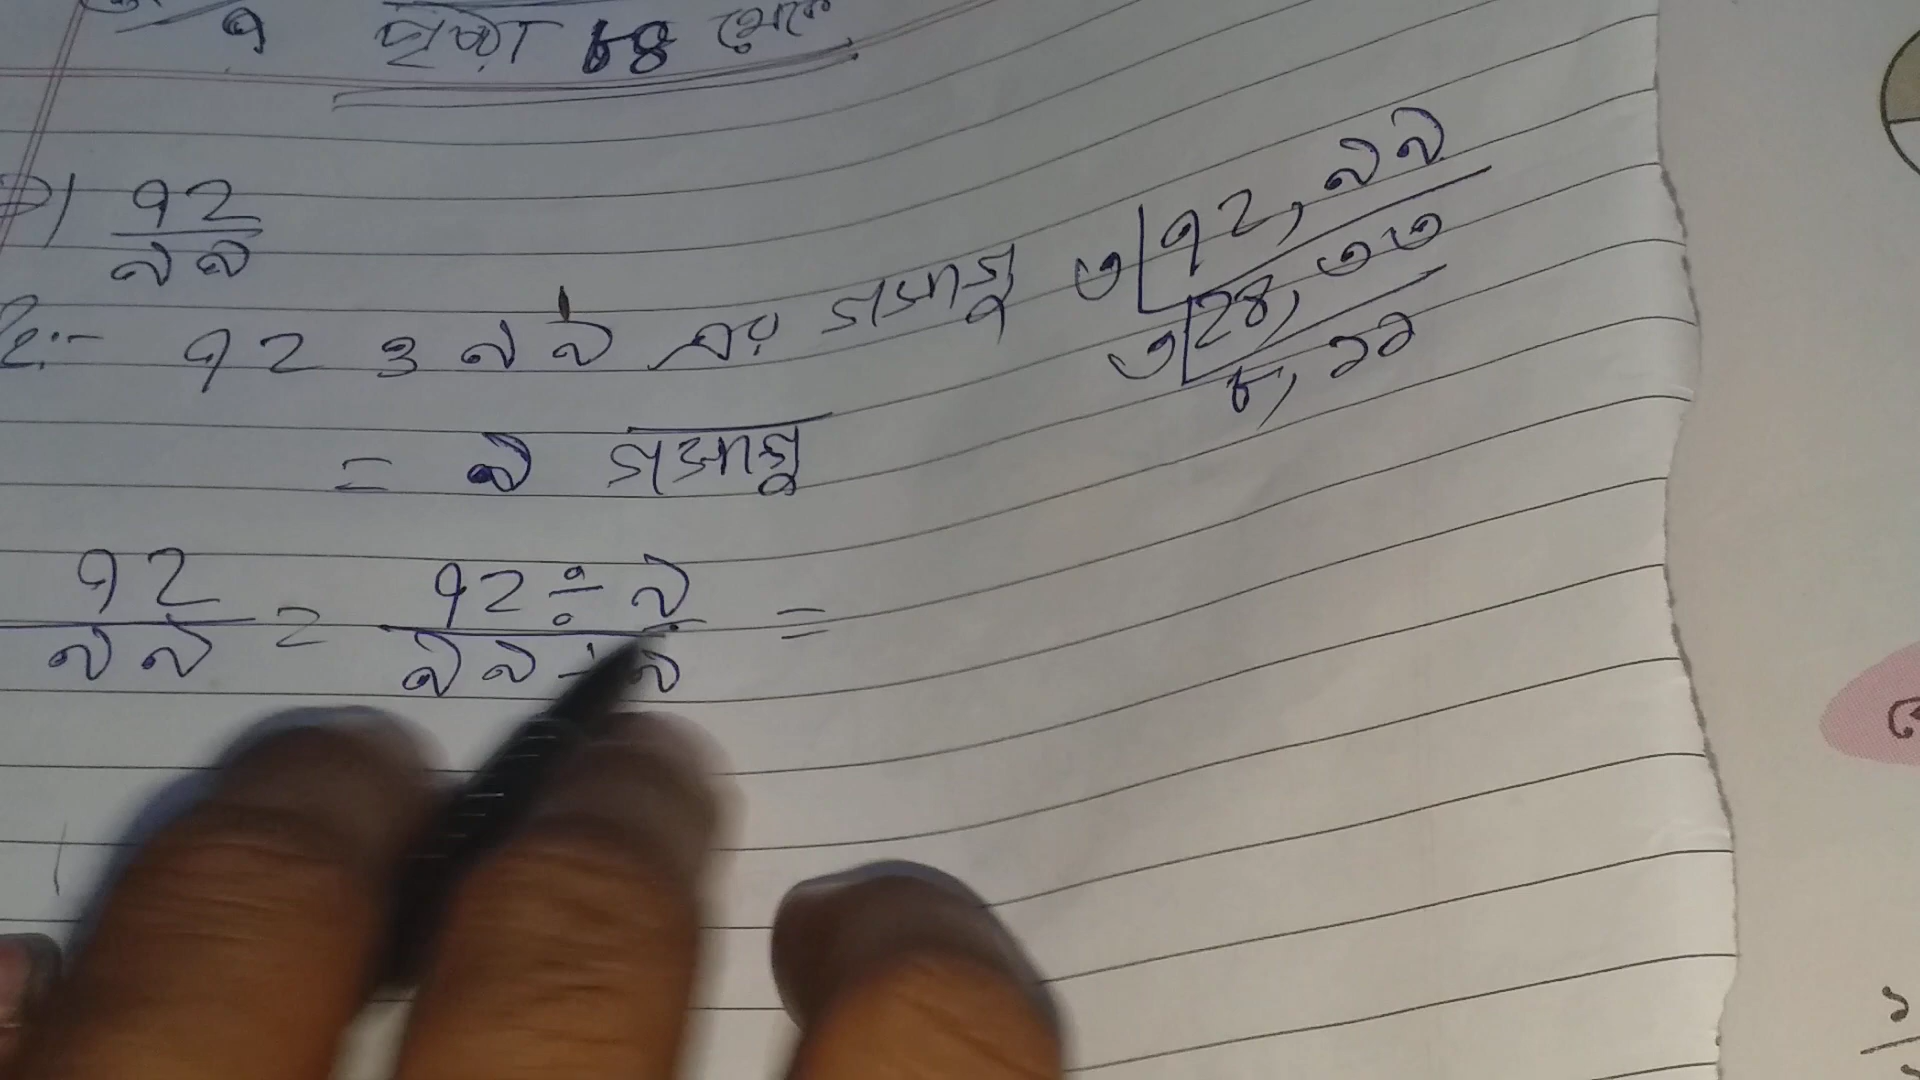 ৭ পৃষ্ঠা ৮৪ থেকে
৭২
৯৯
৭২ ও ৯৯ এর গসাগু
৩ ৭২, ৯৯
৩ ২৪, ৩৩
৮, ১১
= ৯ গসাগু
৭২/৯৯ = ৭২÷৯/৯৯÷৯ =